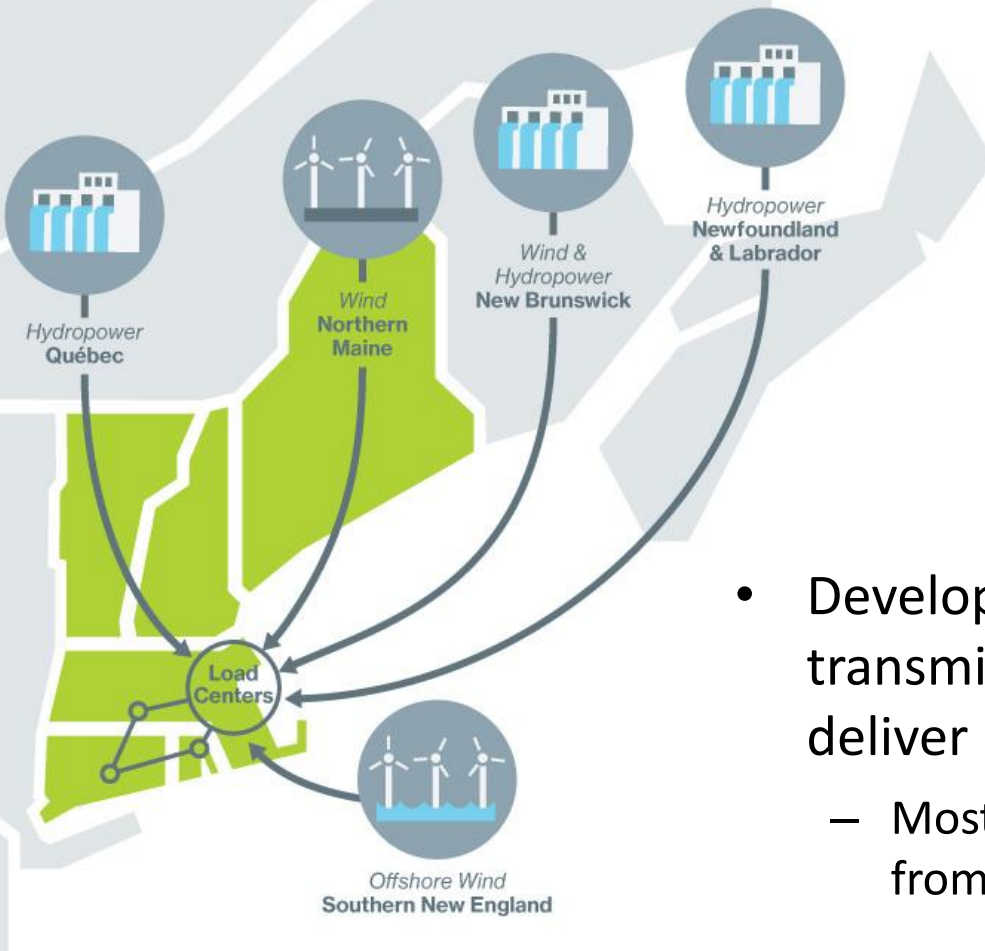 Hydropower
Québec
Wind
Northern
Maine
Wind &
Hydropower
New Brunswick
Hydropower
Newfoundland
& Labrador
Load
Centers
Offshore Wind
Southern New England
• Develop
transmi
deliver
– Most
from